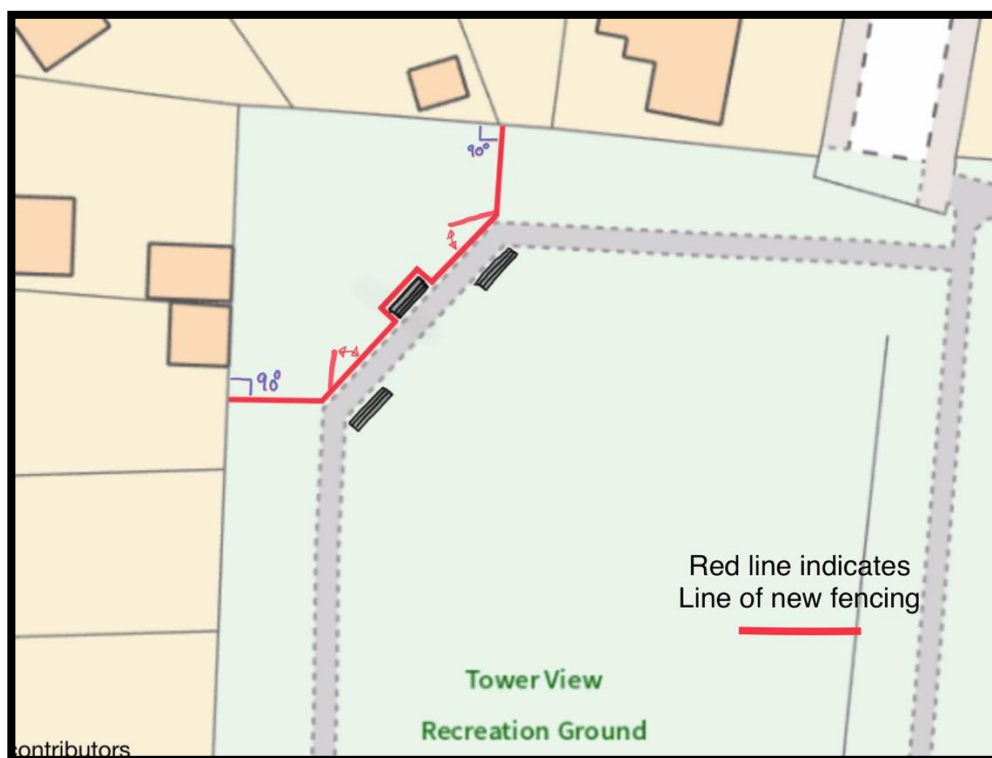 90°
90°
Red line indicates
Line of new fencing
Tower View
Recreation Ground
contributors